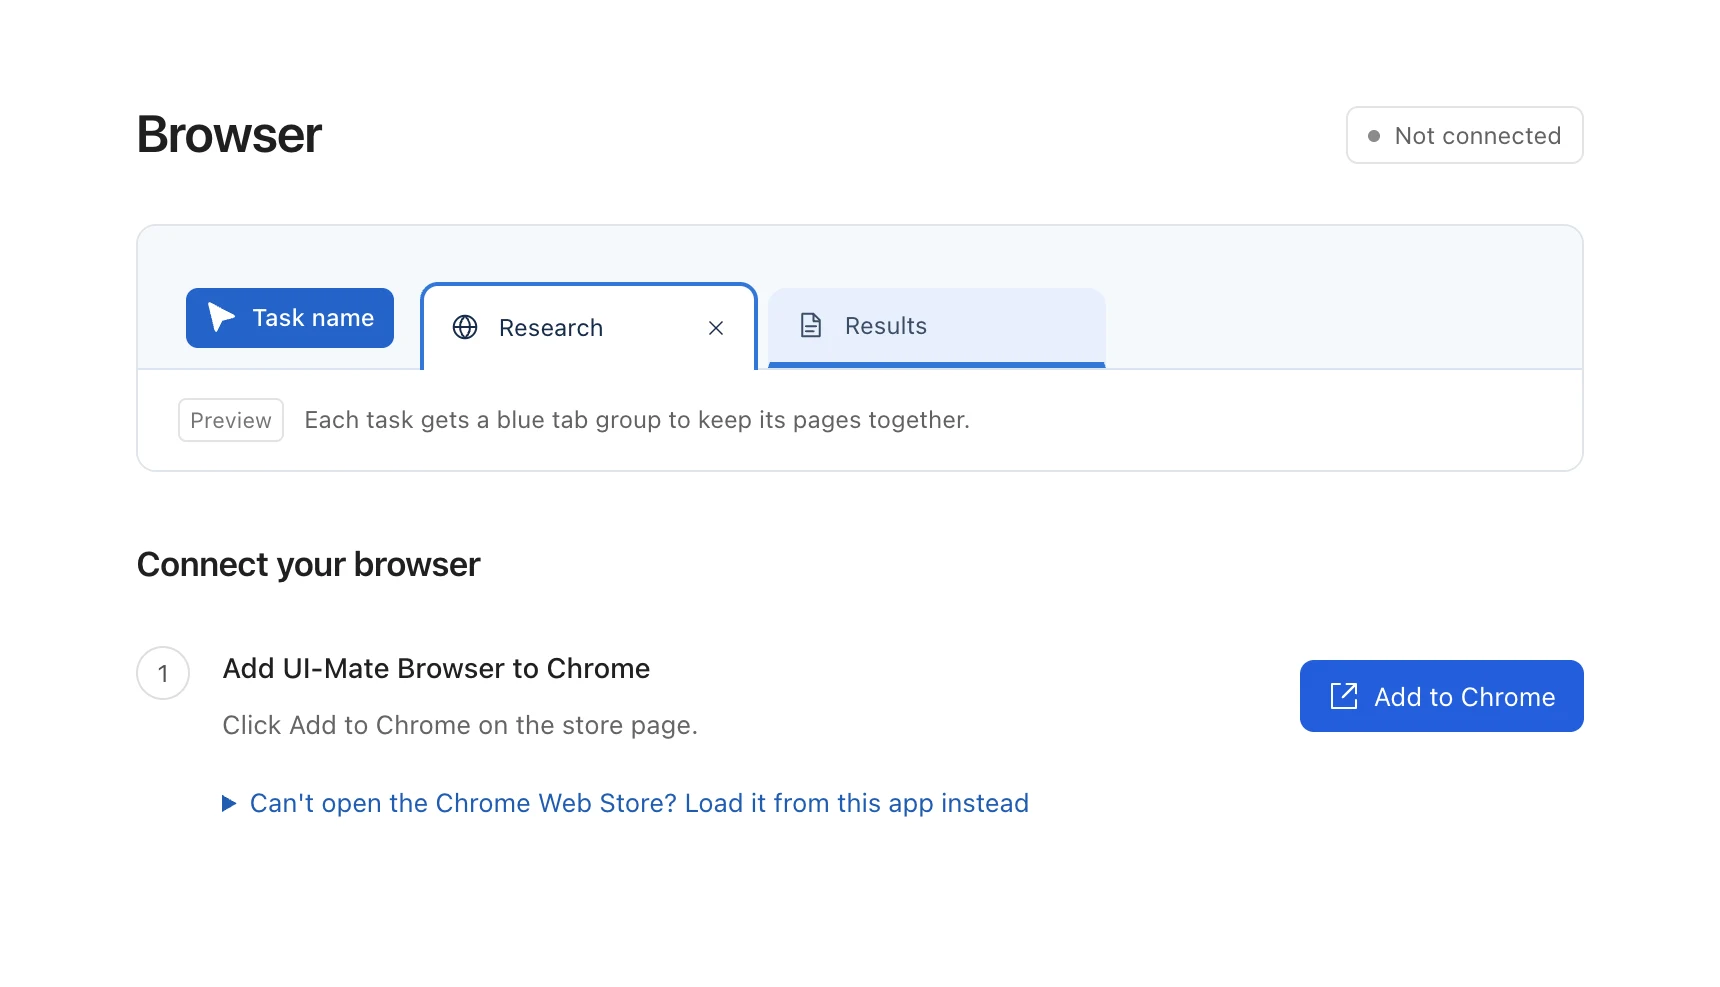 Browser
Not connected
Task name
Research
Results
Preview
Each task gets a blue tab group to keep its pages together.
Connect your browser
1
Add UI-Mate Browser to Chrome
Click Add to Chrome on the store page.
Add to Chrome
Can't open the Chrome Web Store? Load it from this app instead